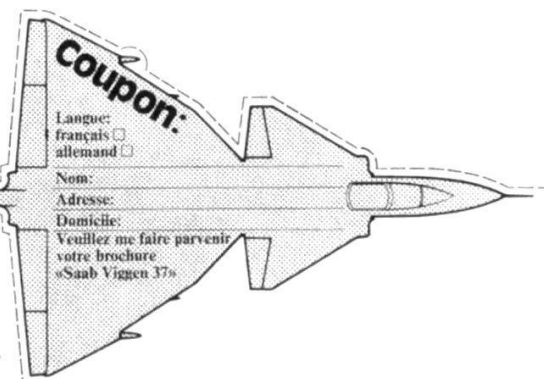 Coupon:
Langue:
français □
allemand □
Nom:
Adresse:
Domicile:
Veuillez me faire parvenir
votre brochure
«Saab Viggen 37»